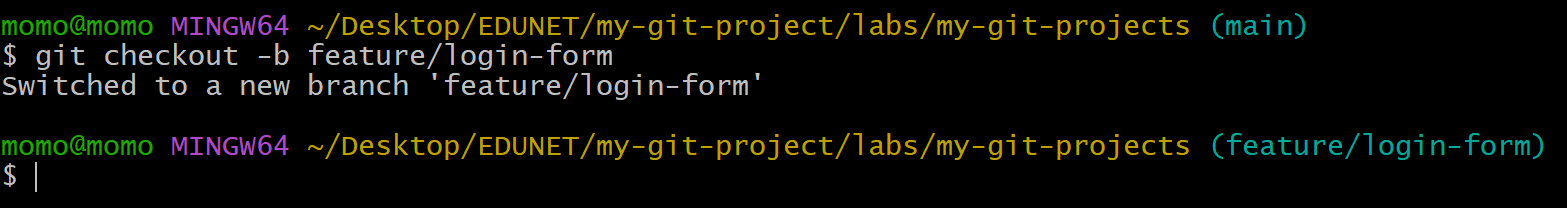 momo@momo MINGW64 ~/Desktop/EDUNET/my-git-project/labs/my-git-projects (main)
$ git checkout -b feature/login-form
Switched to a new branch 'feature/login-form'
momo@momo MINGW64 ~/Desktop/EDUNET/my-git-project/labs/my-git-projects (feature/login-form)
$